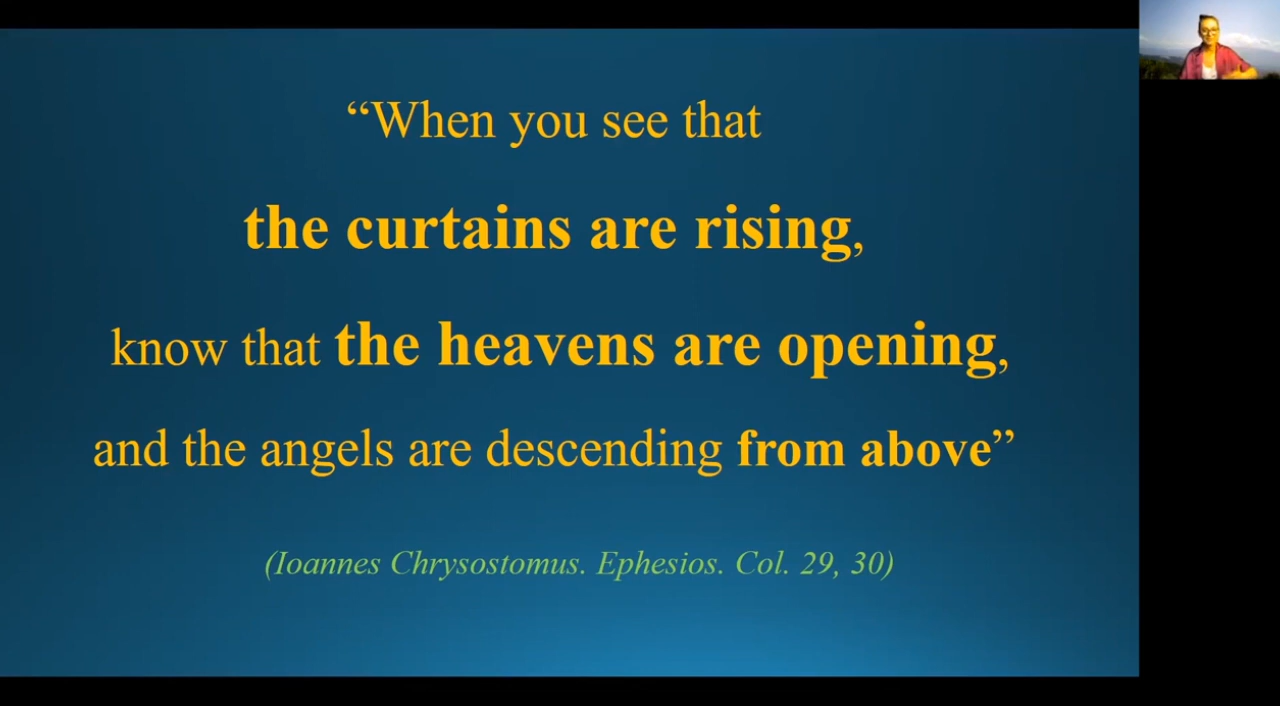 “When you see that
the curtains are rising,
know that the heavens are opening,
and the angels are descending from above”
(Ioannes Chrysostomus. Ephesios. Col. 29, 30)